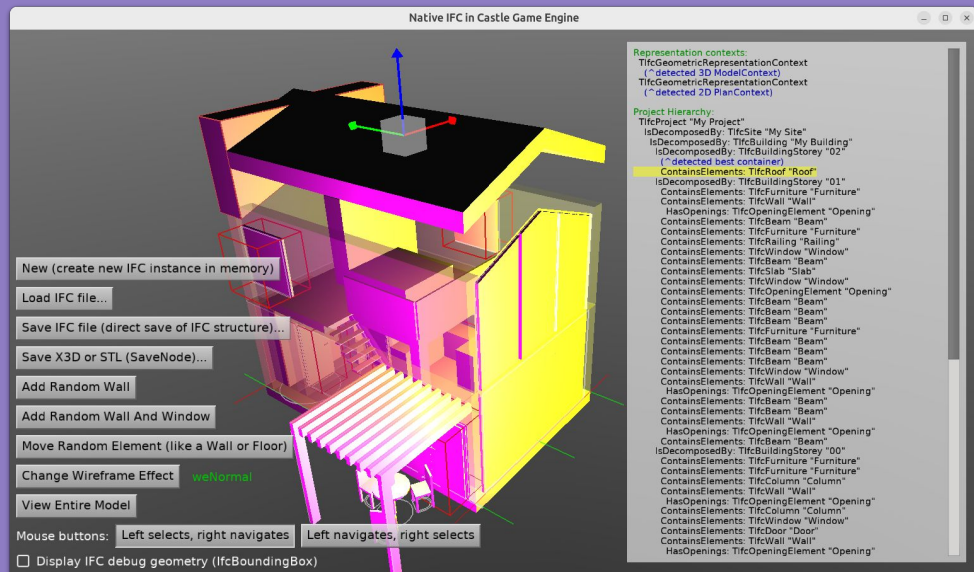 Native IFC in Castle Game Engine
New (create new IFC instance in memory)
Load IFC file...
Save IFC file (direct save of IFC structure)...
Save X3D or STL (SaveNode)...
Add Random Wall
Add Random Wall And Window
Move Random Element (like a Wall or Floor)
Change Wireframe Effect weNormal
View Entire Model
Mouse buttons: Left selects, right navigates Left navigates, right selects
Display IFC debug geometry (IfcBoundingBox)
Representation contexts:
TIfcGeometricRepresentationContext
(^detected 3D ModelContext)
TIfcGeometricRepresentationContext
(^detected 2D PlanContext)
Project Hierarchy:
TIfcProject "My Project"
IsDecomposedBy: TIfcSite "My Site"
IsDecomposedBy: TIfcBuilding "My Building"
IsDecomposedBy: TIfcBuildingStorey "02"
(^detected best container)
ContainsElements: TIfcRoof "Roof"
IsDecomposedBy: TIfcBuildingStorey "01"
ContainsElements: TIfcFurniture "Furniture"
ContainsElements: TIfcWall "Wall"
HasOpenings: TIfcOpeningElement "Opening"
ContainsElements: TIfcBeam "Beam"
ContainsElements: TIfcFurniture "Furniture"
ContainsElements: TIfcRailing "Railing"
ContainsElements: TIfcWindow "Window"
ContainsElements: TIfcBeam "Beam"
ContainsElements: TIfcSlab "Slab"
ContainsElements: TIfcWindow "Window"
ContainsElements: TIfcOpeningElement "Opening"
ContainsElements: TIfcBeam "Beam"
ContainsElements: TIfcBeam "Beam"
ContainsElements: TIfcBeam "Beam"
ContainsElements: TIfcFurniture "Furniture"
ContainsElements: TIfcBeam "Beam"
ContainsElements: TIfcBeam "Beam"
ContainsElements: TIfcBeam "Beam"
ContainsElements: TIfcWindow "Window"
ContainsElements: TIfcWall "Wall"
HasOpenings: TIfcOpeningElement "Opening"
ContainsElements: TIfcBeam "Beam"
ContainsElements: TIfcBeam "Beam"
ContainsElements: TIfcWall "Wall"
HasOpenings: TIfcOpeningElement "Opening"
ContainsElements: TIfcBeam "Beam"
IsDecomposedBy: TIfcBuildingStorey "00"
ContainsElements: TIfcFurniture "Furniture"
ContainsElements: TIfcFurniture "Furniture"
ContainsElements: TIfcColumn "Column"
ContainsElements: TIfcWall "Wall"
HasOpenings: TIfcOpeningElement "Opening"
ContainsElements: TIfcColumn "Column"
ContainsElements: TIfcWindow "Window"
ContainsElements: TIfcDoor "Door"
ContainsElements: TIfcWall "Wall"
HasOpenings: TIfcOpeningElement "Opening"